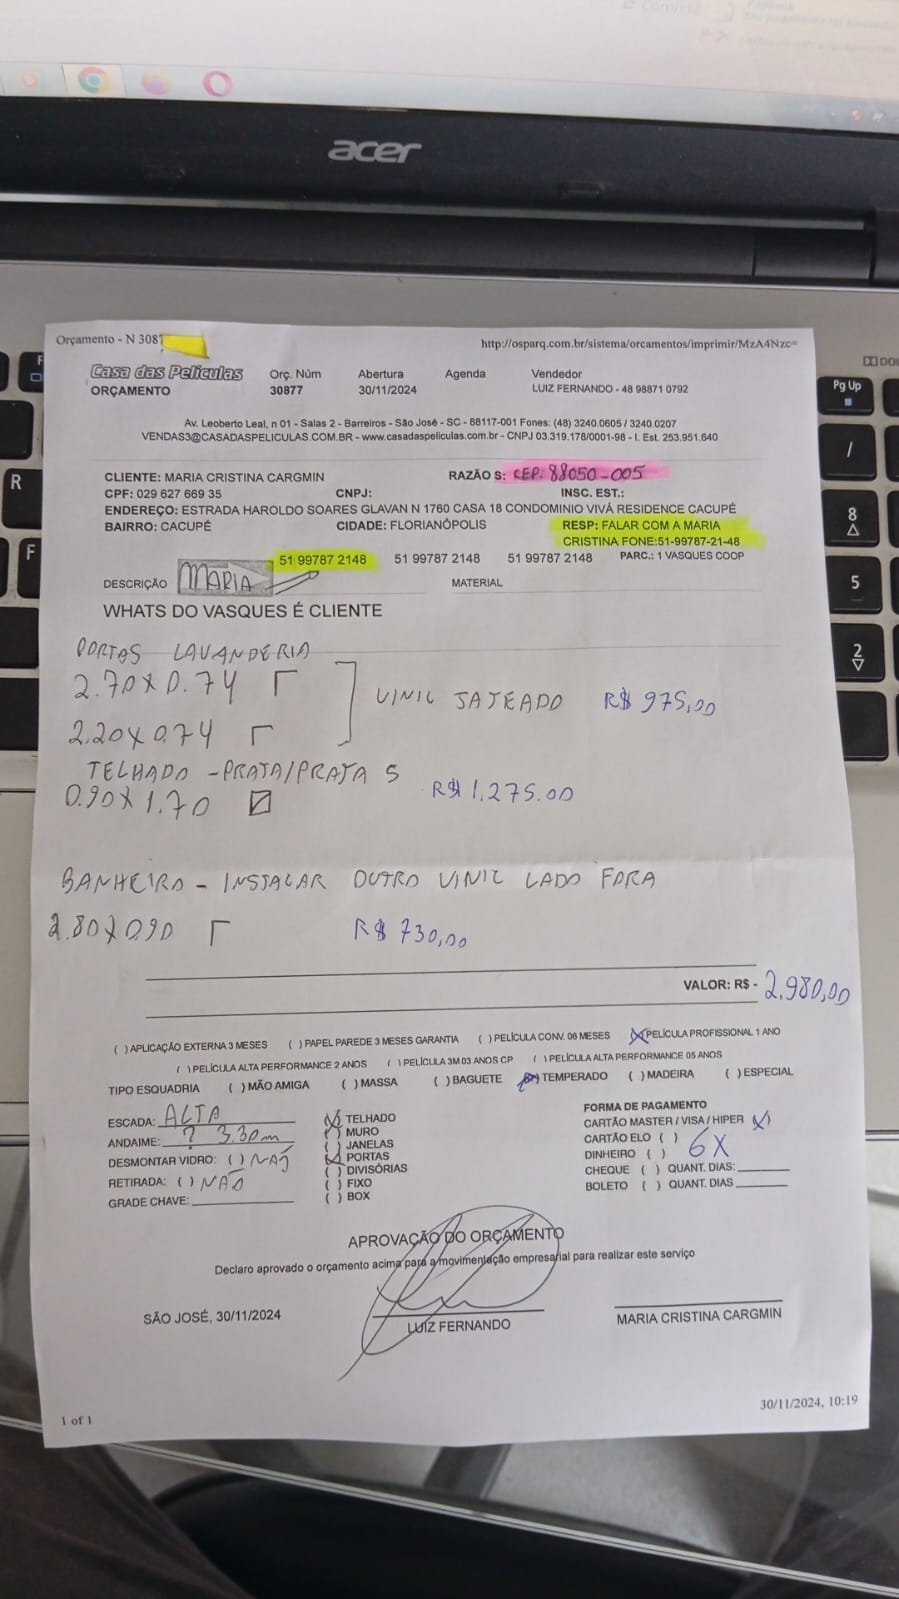 acer
Pg Up
Orçamento - N 3087
http://osparq.com.br/sistema/orcamentos/imprimir/MzA4Nzc=
Casa das Películas Orç. Núm Abertura Agenda Vendedor
ORÇAMENTO 30877 30/11/2024 LUIZ FERNANDO - 48 98871 0792
Av. Leoberto Leal, n 01 - Salas 2 - Barreiros - São José - SC - 88117-001 Fones: (48) 3240.0605 / 3240.0207
VENDAS3@CASADASPELICULAS.COM.BR - www.casadaspeliculas.com.br - CNPJ 03.319.178/0001-98 - I. Est. 253.951.640
CLIENTE: MARIA CRISTINA CARGMIN RAZÃO S: CEP: 88050-005
CPF: 029 627 669 35 CNPJ: INSC. EST.:
ENDEREÇO: ESTRADA HAROLDO SOARES GLAVAN N 1760 CASA 18 CONDOMINIO VIVÁ RESIDENCE CACUPÉ
BAIRRO: CACUPÉ CIDADE: FLORIANÓPOLIS RESP: FALAR COM A MARIA
CRISTINA FONE:51-99787-21-48
51 99787 2148 51 99787 2148 51 99787 2148 PARC.: 1 VASQUES COOP
DESCRIÇÃO MARIA MATERIAL
WHATS DO VASQUES É CLIENTE
PORTAS LAVANDERIA
2.70X0.74
VINIL JATEADO R$ 975,00
2.20X0.74
TELHADO - PRATA/PRATA 5
0.90X1.70 R$ 1.275.00
BANHEIRO - INSTALAR OUTRO VINIL LADO FORA
2.80X0.90 R$ 730,00
VALOR: R$ - 2.980,00
( ) APLICAÇÃO EXTERNA 3 MESES ( ) PAPEL PAREDE 3 MESES GARANTIA ( ) PELÍCULA CONV. 06 MESES (X) PELÍCULA PROFISSIONAL 1 ANO
( ) PELÍCULA ALTA PERFORMANCE 2 ANOS ( ) PELÍCULA 3M 03 ANOS CP ( ) PELÍCULA ALTA PERFORMANCE 05 ANOS
TIPO ESQUADRIA ( ) MÃO AMIGA ( ) MASSA ( ) BAGUETE (X) TEMPERADO ( ) MADEIRA ( ) ESPECIAL
ESCADA: ALTA
ANDAIME: ? 3.30m
DESMONTAR VIDRO: ( ) NÃO
RETIRADA: ( ) NÃO
GRADE CHAVE:
(X) TELHADO
( ) MURO
( ) JANELAS
(X) PORTAS
( ) DIVISÓRIAS
( ) FIXO
( ) BOX
FORMA DE PAGAMENTO
CARTÃO MASTER / VISA / HIPER X)
CARTÃO ELO ( ) 6X
DINHEIRO ( )
CHEQUE ( ) QUANT. DIAS:
BOLETO ( ) QUANT. DIAS
APROVAÇÃO DO ORÇAMENTO
Declaro aprovado o orçamento acima para a movimentação empresarial para realizar este serviço
SÃO JOSÉ, 30/11/2024 LUIZ FERNANDO MARIA CRISTINA CARGMIN
1 of 1 30/11/2024, 10:19
R
F
/
8
5
2